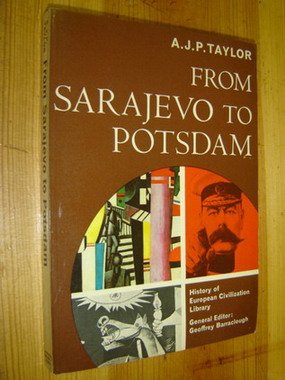 A.J.P.TAYLOR
FROM
SARAJEVO TO
POTSDAM
History of
European Civilization
Library
General Editor:
Geoffrey Barraclough
From Sarajevo to Potsdam